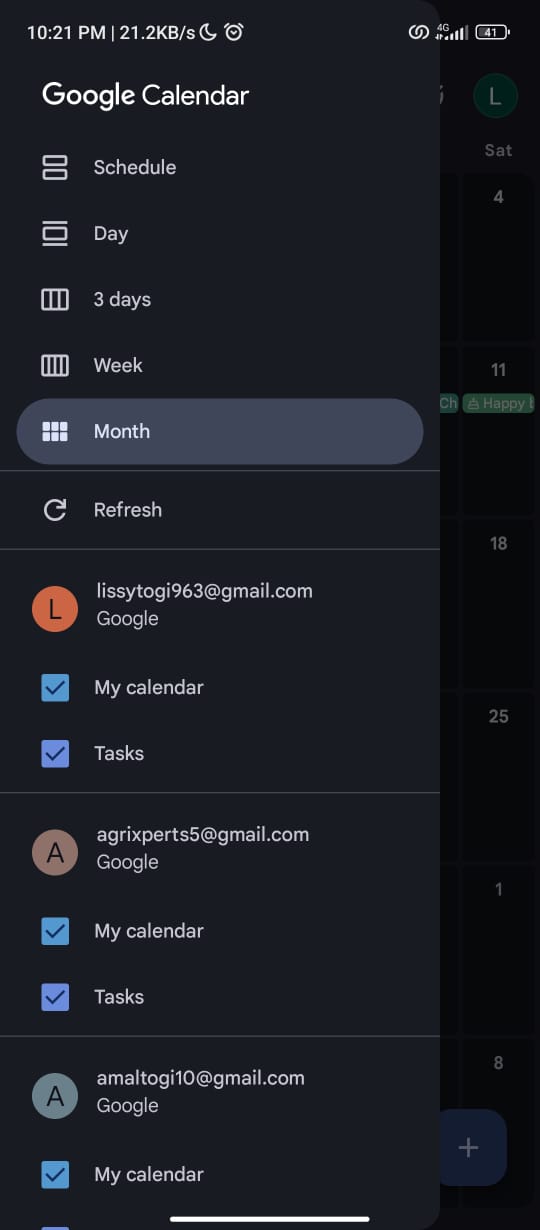 10:21 PM | 21.2KB/s 4G 41
Google Calendar
L
Sat
Schedule
4
Day
3 days
Week
11
Ch Happy
Month
Refresh
18
L
lissytogi963@gmail.com
Google
My calendar
25
Tasks
A
agrixperts5@gmail.com
Google
1
My calendar
Tasks
A
amaltogi10@gmail.com
Google
8
My calendar